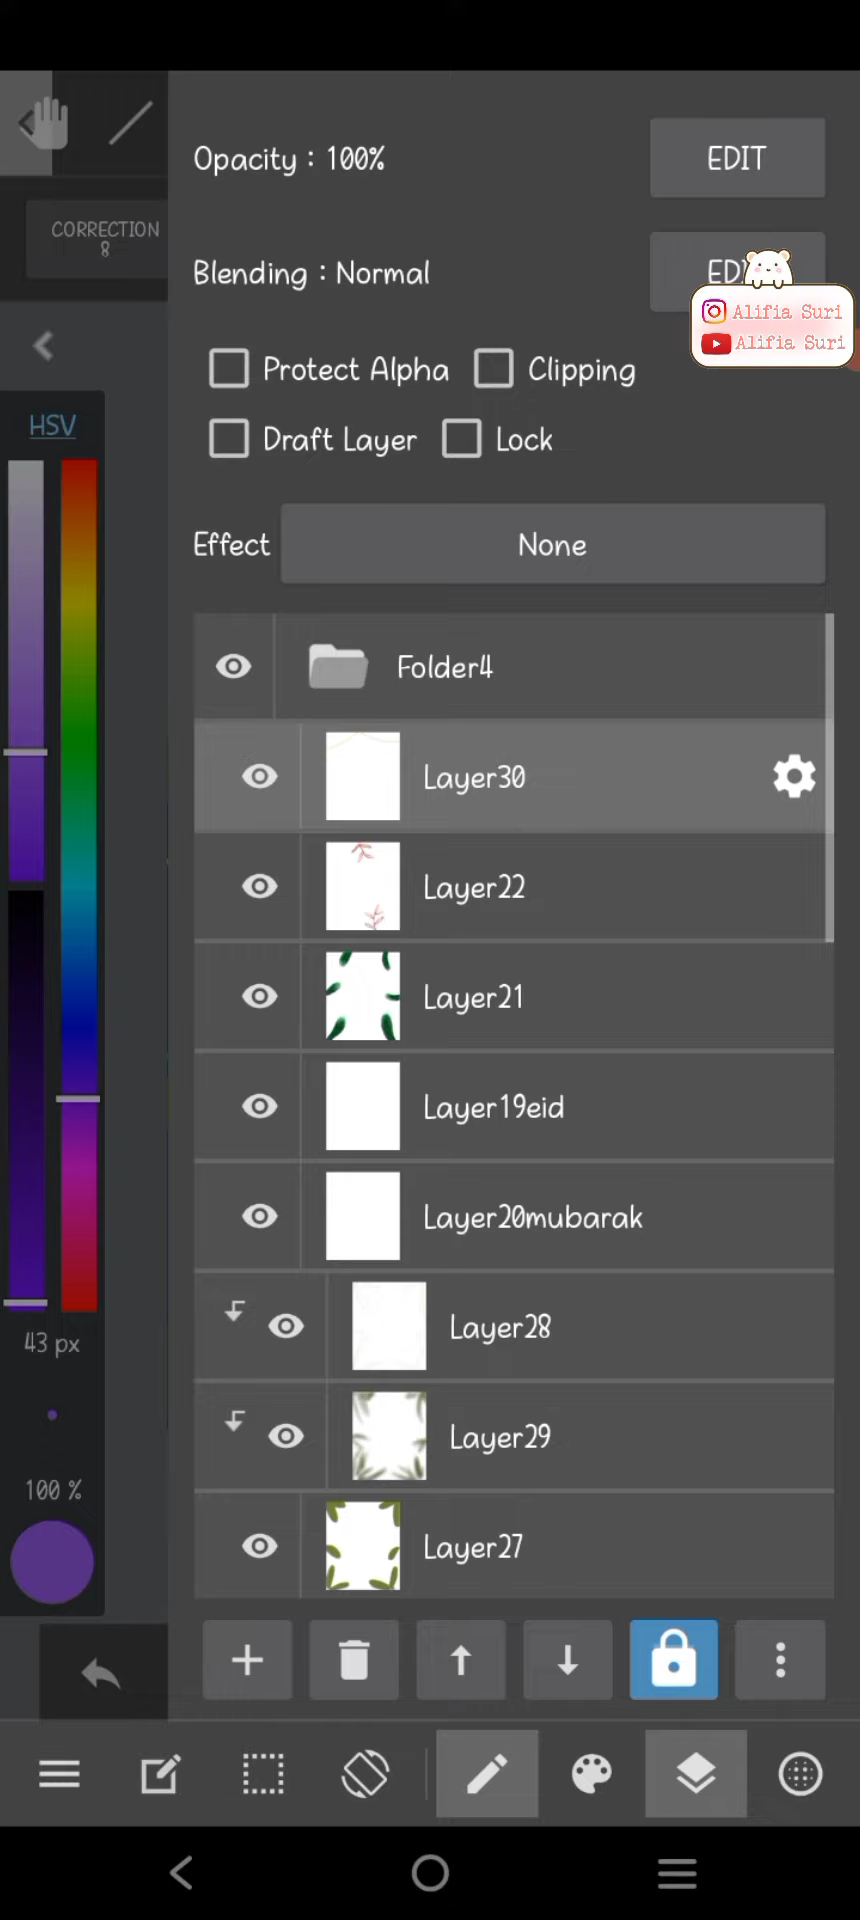 Opacity : 100%
EDIT
CORRECTION
8
Blending : Normal
Alifia Suri
Alifia Suri
Protect Alpha
Clipping
HSV
Draft Layer
Lock
Effect
None
Folder4
Layer30
Layer22
Layer21
Layer19eid
Layer20mubarak
Layer28
43 px
Layer29
100 %
Layer27